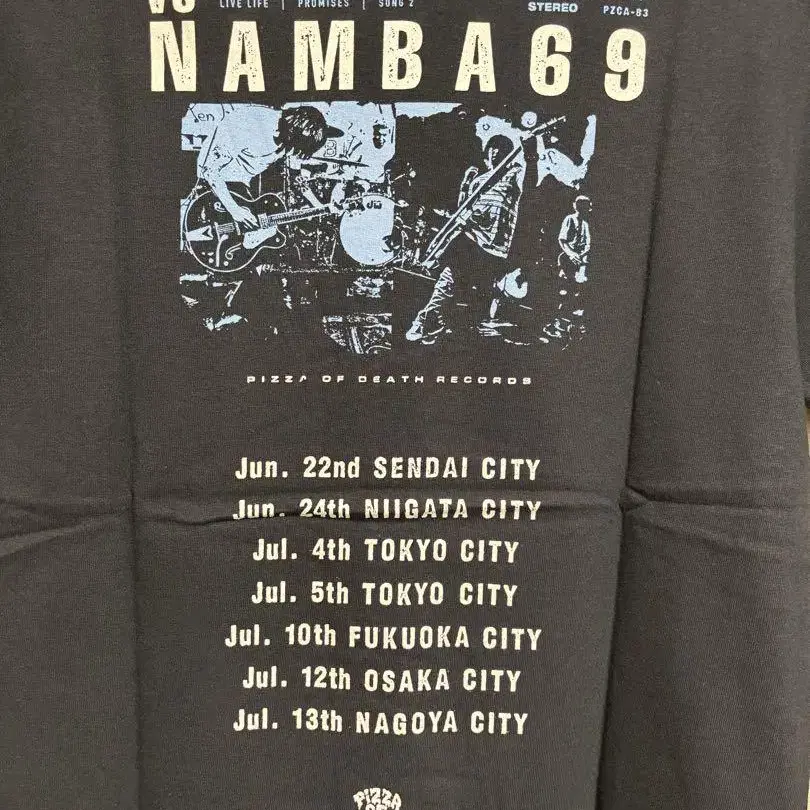 VS
LIVE LIFE | PROMISES | SONG 2
STEREO PZCA-83
NAMBA69
PIZZA OF DEATH RECORDS
Jun. 22nd SENDAI CITY
Jun. 24th NIIGATA CITY
Jul. 4th TOKYO CITY
Jul. 5th TOKYO CITY
Jul. 10th FUKUOKA CITY
Jul. 12th OSAKA CITY
Jul. 13th NAGOYA CITY
PIZZA